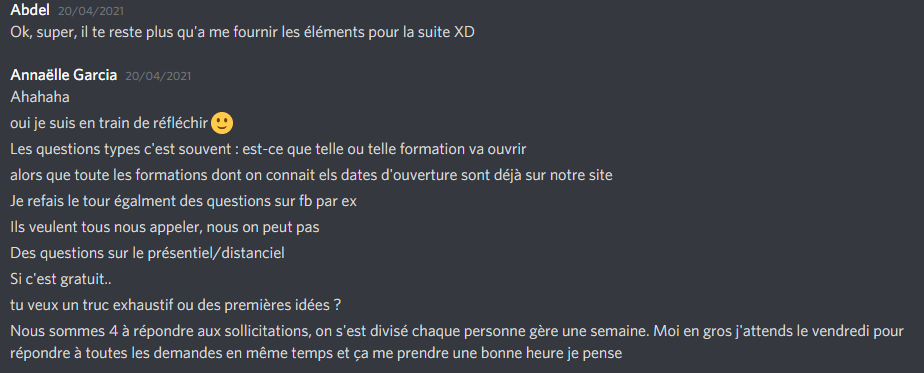 Abdel 20/04/2021
Ok, super, il te reste plus qu'a me fournir les éléments pour la suite XD
Annaëlle Garcia 20/04/2021
Ahahaha
oui je suis en train de réfléchir
Les questions types c'est souvent : est-ce que telle ou telle formation va ouvrir
alors que toute les formations dont on connait els dates d'ouverture sont déjà sur notre site
Je refais le tour égalment des questions sur fb par ex
Ils veulent tous nous appeler, nous on peut pas
Des questions sur le présentiel/distanciel
Si c'est gratuit..
tu veux un truc exhaustif ou des premières idées ?
Nous sommes 4 à répondre aux sollicitations, on s'est divisé chaque personne gère une semaine. Moi en gros j'attends le vendredi pour
répondre à toutes les demandes en même temps et ça me prendre une bonne heure je pense